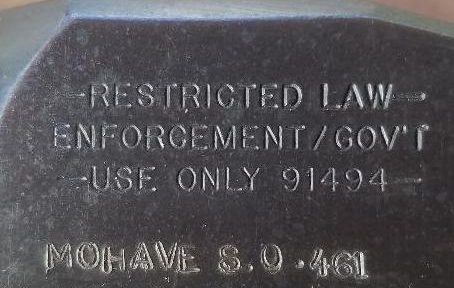 RESTRICTED LAW
ENFORCEMENT/GOV'T
USE ONLY 91494
MOHAVE S.O.461